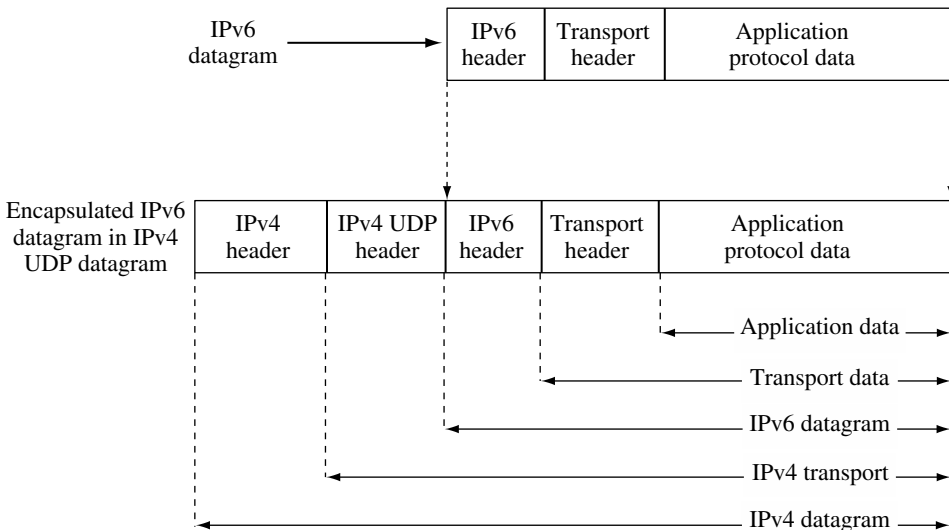 IPv6
datagram
IPv6
header
Transport
header
Application
protocol data
Encapsulated IPv6
datagram in IPv4
UDP datagram
IPv4
header
IPv4 UDP
header
IPv6
header
Transport
header
Application
protocol data
Application data
Transport data
IPv6 datagram
IPv4 transport
IPv4 datagram